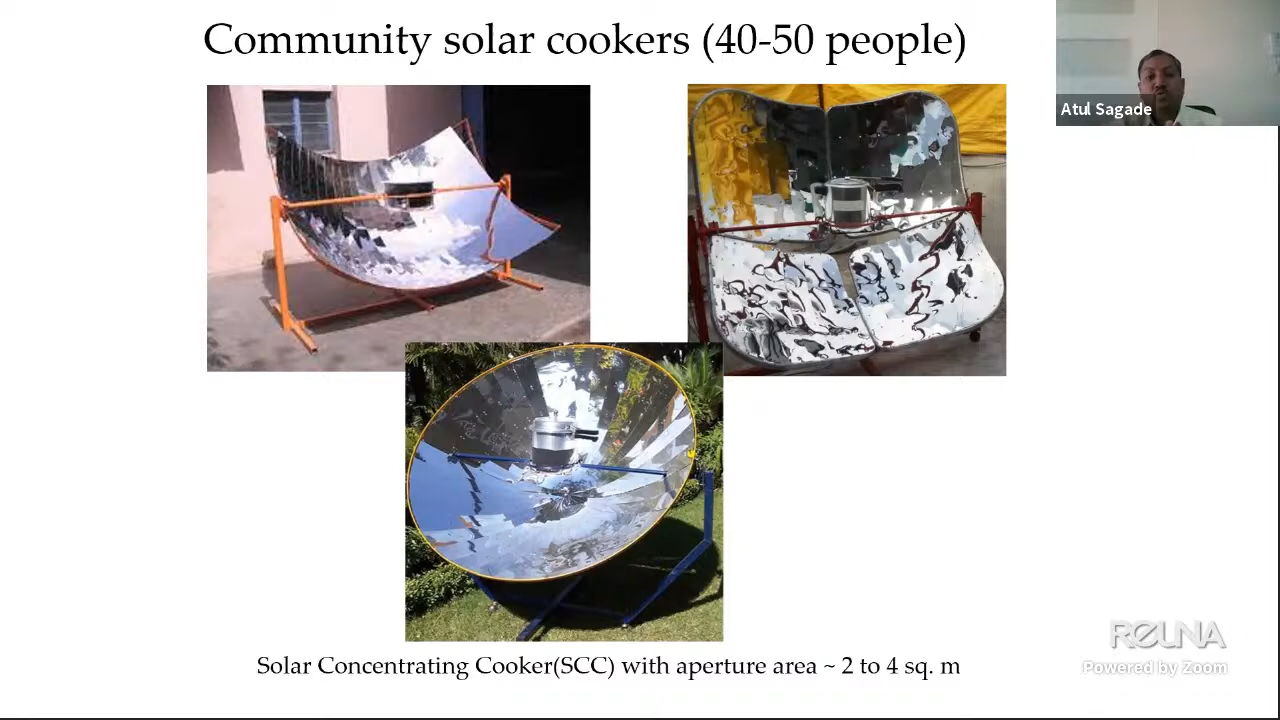 Community solar cookers (40-50 people)
Atul Sagade
Solar Concentrating Cooker(SCC) with aperture area ~ 2 to 4 sq. m
REUNA
Powered by Zoom